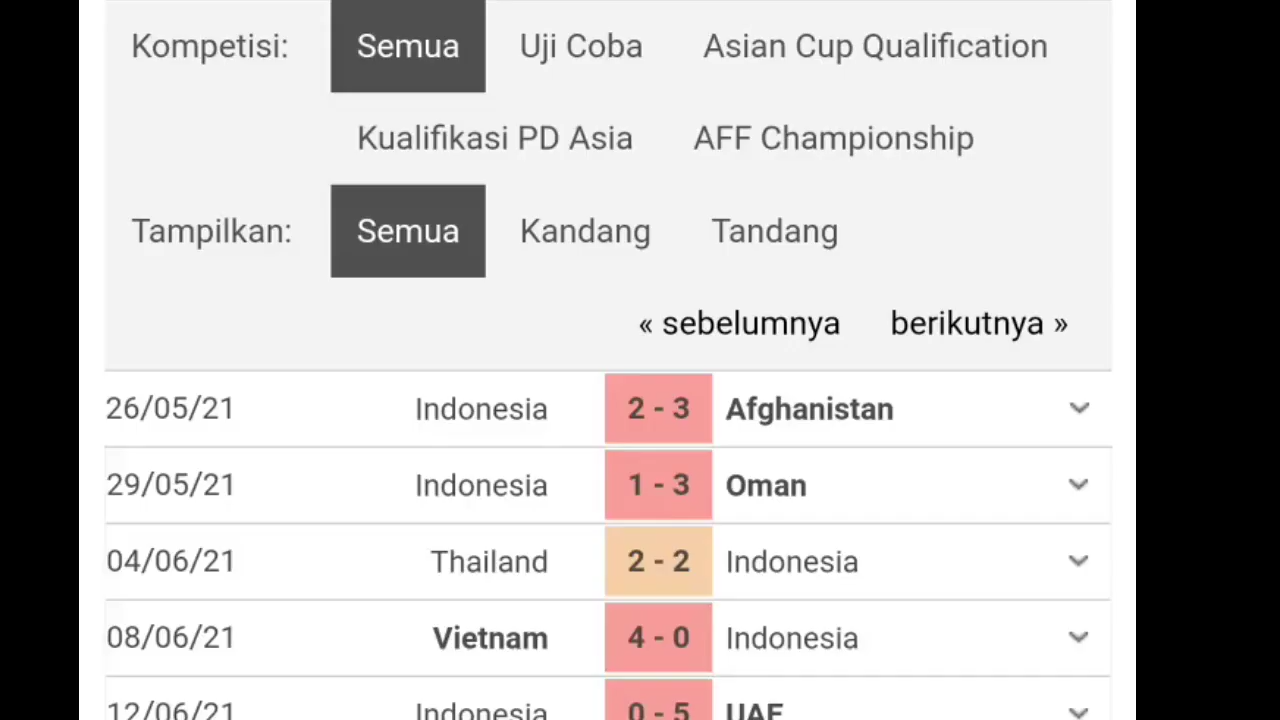 Kompetisi: Semua Uji Coba Asian Cup Qualification
Kualifikasi PD Asia AFF Championship
Tampilkan: Semua Kandang Tandang
« sebelumnya berikutnya »
26/05/21 Indonesia 2 - 3 Afghanistan
29/05/21 Indonesia 1 - 3 Oman
04/06/21 Thailand 2 - 2 Indonesia
08/06/21 Vietnam 4 - 0 Indonesia
12/06/21 Indonesia 0 - 5 UAE